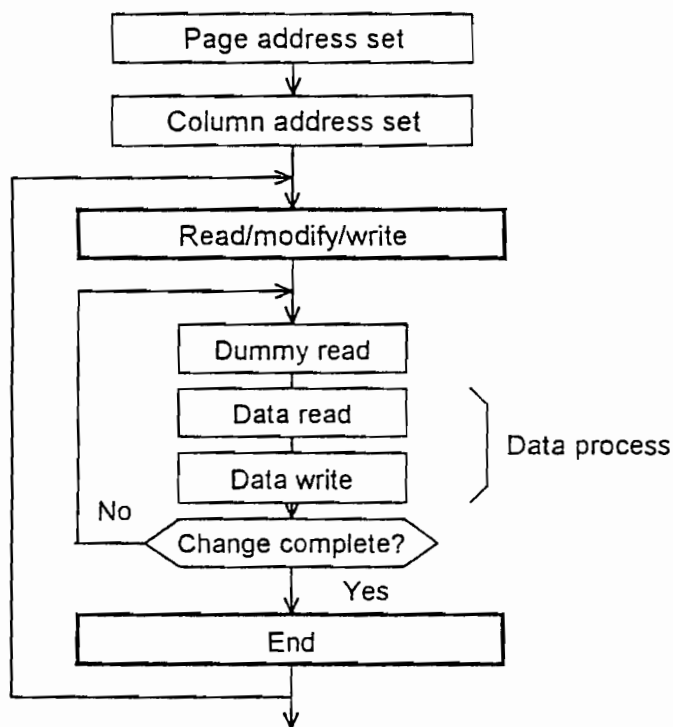 Page address set
Column address set
Read/modify/write
Dummy read
Data read
Data process
Data write
No
Change complete?
Yes
End